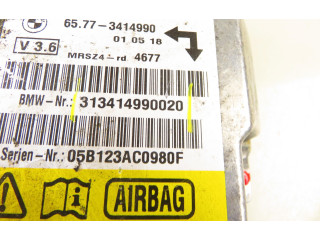 65.77-3414990
01 05 18
V 3.6
MRSZ4-rd 4677
BMW-Nr.: 313414990020
Serien-Nr.: 05B123AC0980F
AIRBAG